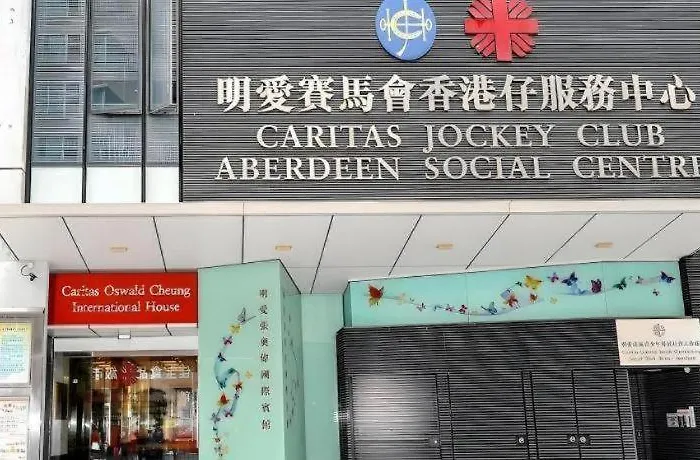 明愛賽馬會香港仔服務中心
CARITAS JOCKEY CLUB
ABERDEEN SOCIAL CENTRE
Caritas Oswald Cheung
International House
明愛張奧偉國際賓館